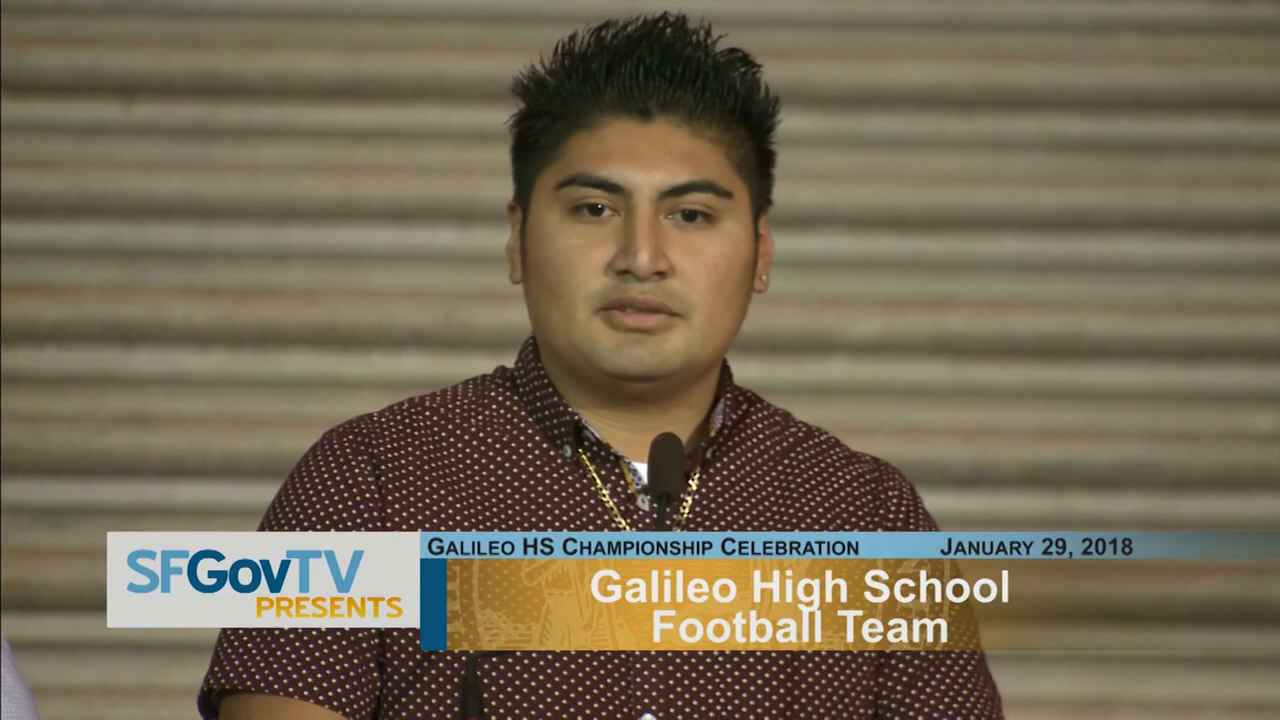 SFGovTV
PRESENTS
GALILEO HS CHAMPIONSHIP CELEBRATION JANUARY 29, 2018
Galileo High School
Football Team